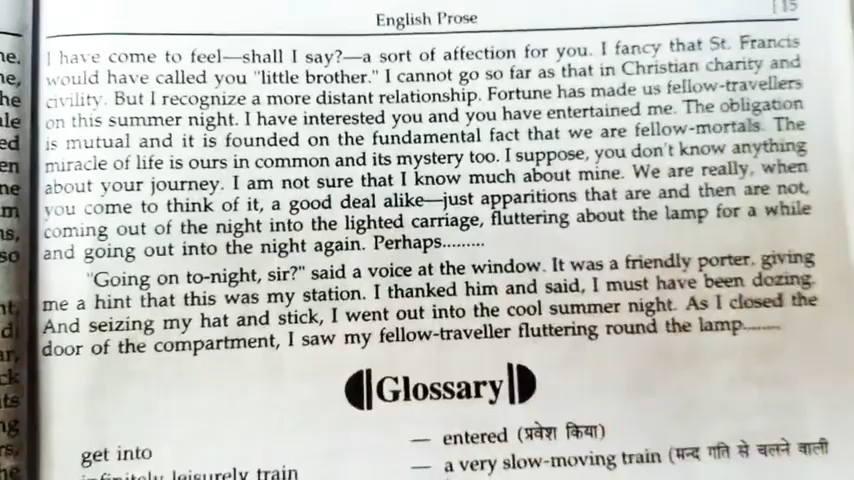 English Prose
[15
I have come to feel—shall I say?—a sort of affection for you. I fancy that St. Francis
would have called you "little brother." I cannot go so far as that in Christian charity and
civility. But I recognize a more distant relationship. Fortune has made us fellow-travellers
on this summer night. I have interested you and you have entertained me. The obligation
is mutual and it is founded on the fundamental fact that we are fellow-mortals. The
miracle of life is ours in common and its mystery too. I suppose, you don't know anything
about your journey. I am not sure that I know much about mine. We are really, when
you come to think of it, a good deal alike—just apparitions that are and then are not,
coming out of the night into the lighted carriage, fluttering about the lamp for a while
and going out into the night again. Perhaps.........
"Going on to-night, sir?" said a voice at the window. It was a friendly porter, giving
me a hint that this was my station. I thanked him and said, I must have been dozing.
And seizing my hat and stick, I went out into the cool summer night. As I closed the
door of the compartment, I saw my fellow-traveller fluttering round the lamp........
Glossary
get into — entered (प्रवेश किया)
infinitely leisurely train — a very slow-moving train (मन्द गति से चलने वाली